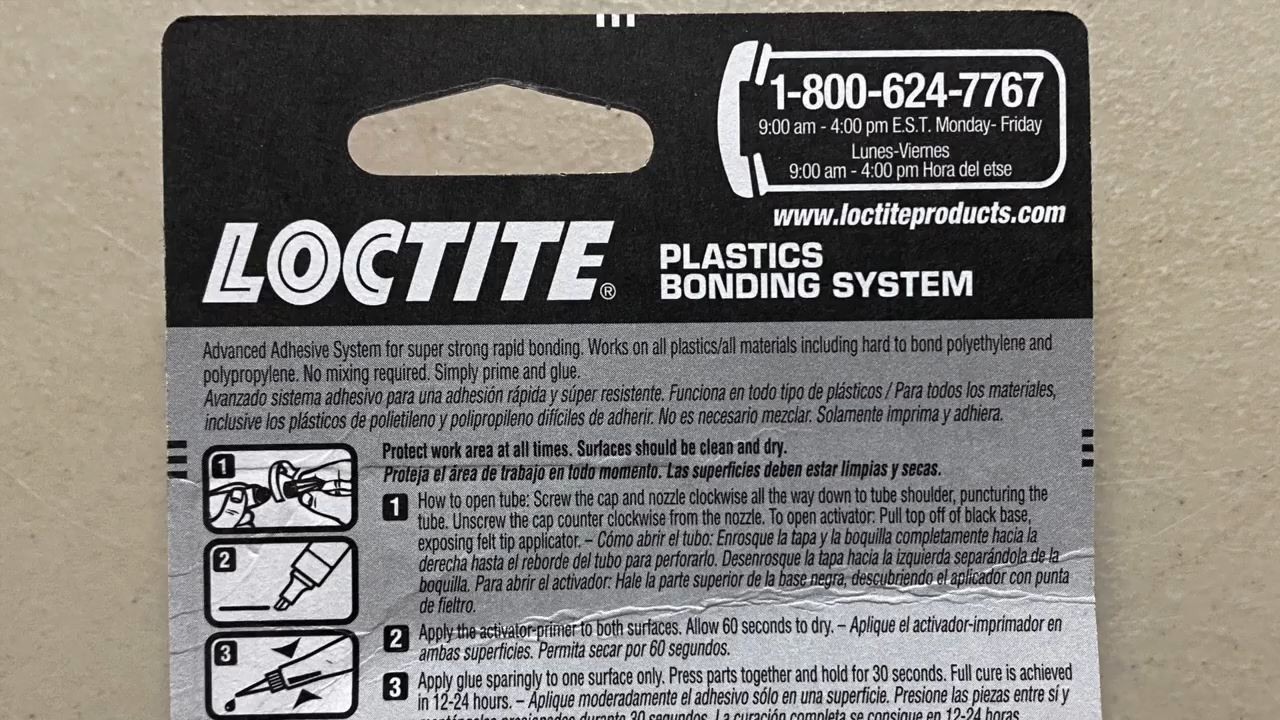 1-800-624-7767
9:00 am - 4:00 pm E.S.T. Monday- Friday
Lunes-Viernes
9:00 am - 4:00 pm Hora del etse
www.loctiteproducts.com
LOCTITE®
PLASTICS
BONDING SYSTEM
Advanced Adhesive System for super strong rapid bonding. Works on all plastics/all materials including hard to bond polyethylene and
polypropylene. No mixing required. Simply prime and glue.
Avanzado sistema adhesivo para una adhesión rápida y súper resistente. Funciona en todo tipo de plásticos / Para todos los materiales,
inclusive los plásticos de polietileno y polipropileno difíciles de adherir. No es necesario mezclar. Solamente imprima y adhiera.
Protect work area at all times. Surfaces should be clean and dry.
Proteja el área de trabajo en todo momento. Las superficies deben estar limpias y secas.
1
1 How to open tube: Screw the cap and nozzle clockwise all the way down to tube shoulder, puncturing the
tube. Unscrew the cap counter clockwise from the nozzle. To open activator: Pull top off of black base,
exposing felt tip applicator. – Cómo abrir el tubo: Enrosque la tapa y la boquilla completamente hacia la
derecha hasta el reborde del tubo para perforarlo. Desenrosque la tapa hacia la izquierda separándola de la
boquilla. Para abrir el activador: Hale la parte superior de la base negra, descubriendo el aplicador con punta
de fieltro.
2
2 Apply the activator-primer to both surfaces. Allow 60 seconds to dry. – Aplique el activador-imprimador en
ambas superficies. Permita secar por 60 segundos.
3
3 Apply glue sparingly to one surface only. Press parts together and hold for 30 seconds. Full cure is achieved
in 12-24 hours. – Aplique moderadamente el adhesivo sólo en una superficie. Presione las piezas entre sí y
manténgalas presionadas durante 30 segundos. La curación completa se consigue en 12-24 horas.